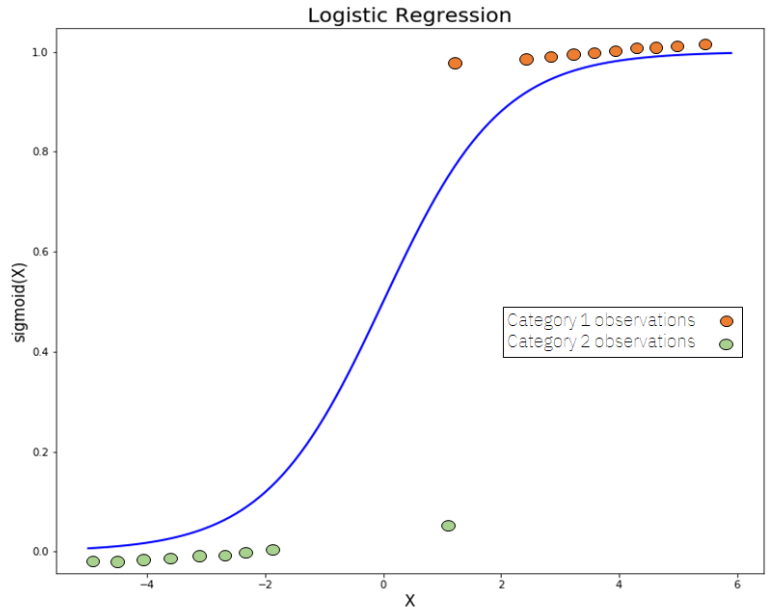 Logistic Regression
1.0
0.8
0.6
0.4
0.2
0.0
sigmoid(X)
Category 1 observations
Category 2 observations
−4
−2
0
2
4
6
X